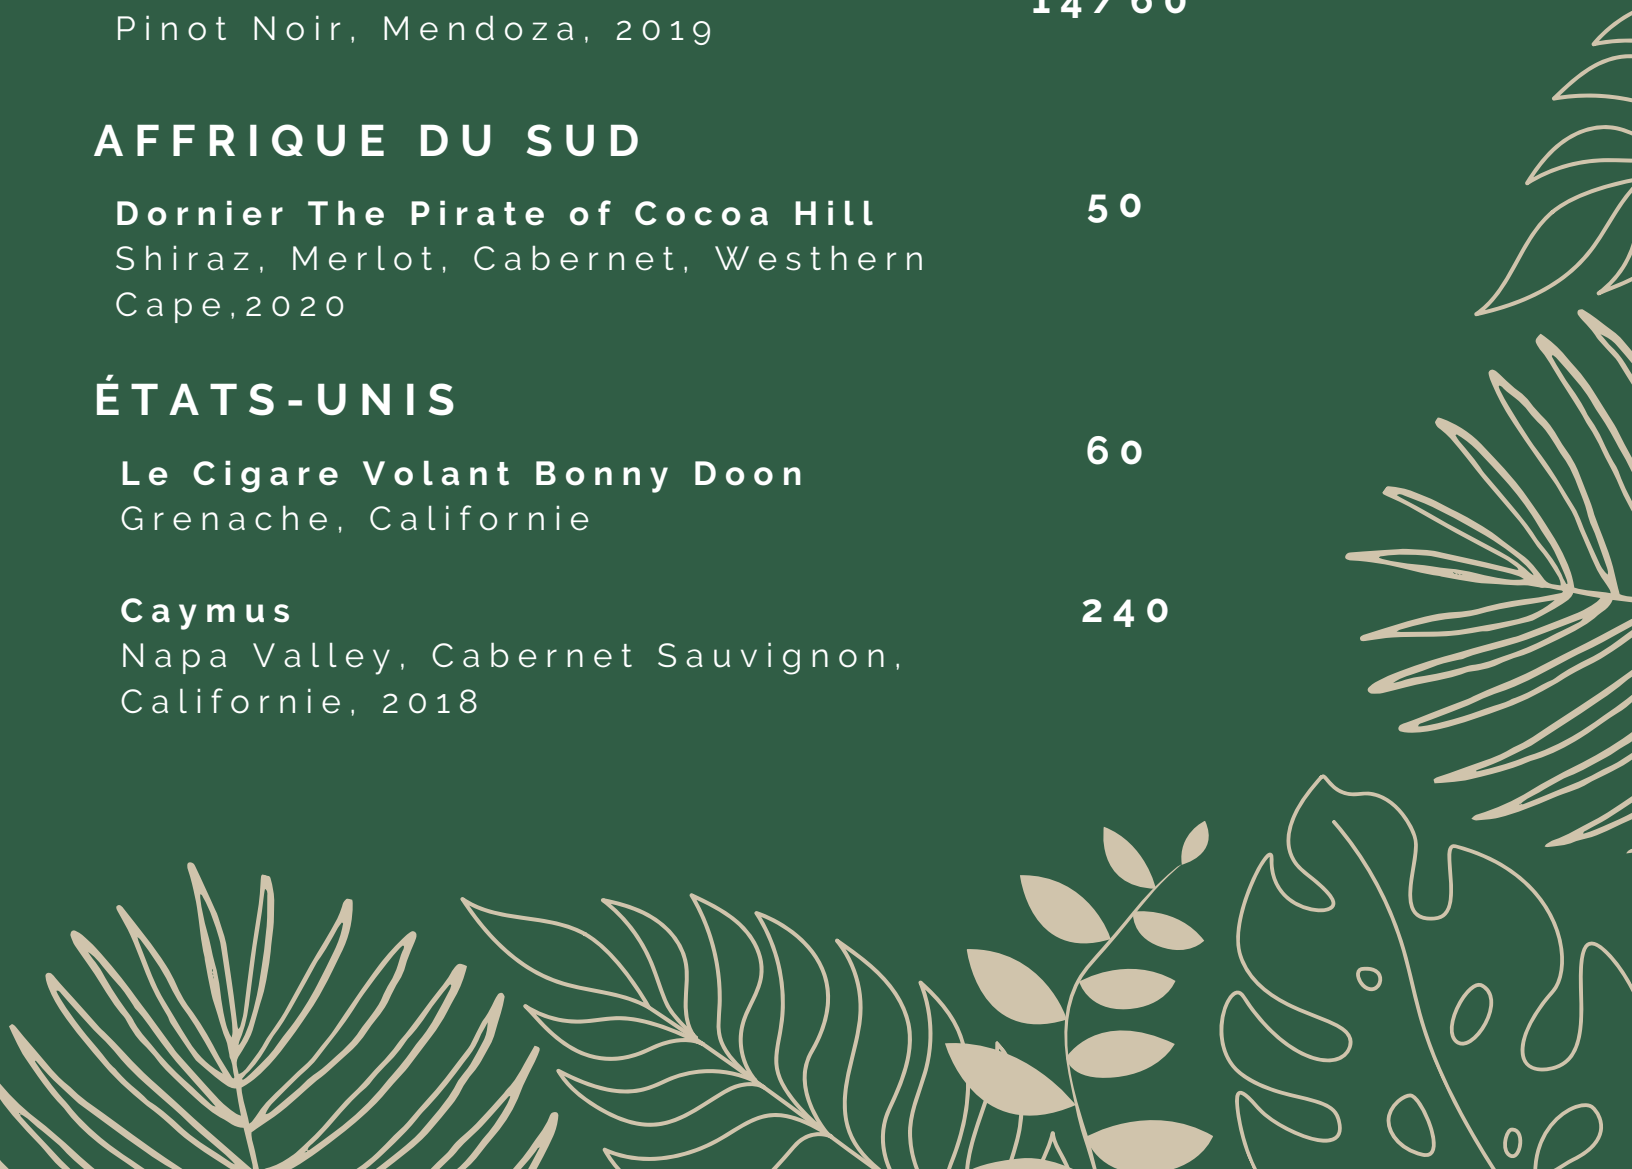 14/60
Pinot Noir, Mendoza, 2019
AFFRIQUE DU SUD
Dornier The Pirate of Cocoa Hill 50
Shiraz, Merlot, Cabernet, Westhern
Cape,2020
ÉTATS-UNIS
Le Cigare Volant Bonny Doon 60
Grenache, Californie
Caymus 240
Napa Valley, Cabernet Sauvignon,
Californie, 2018